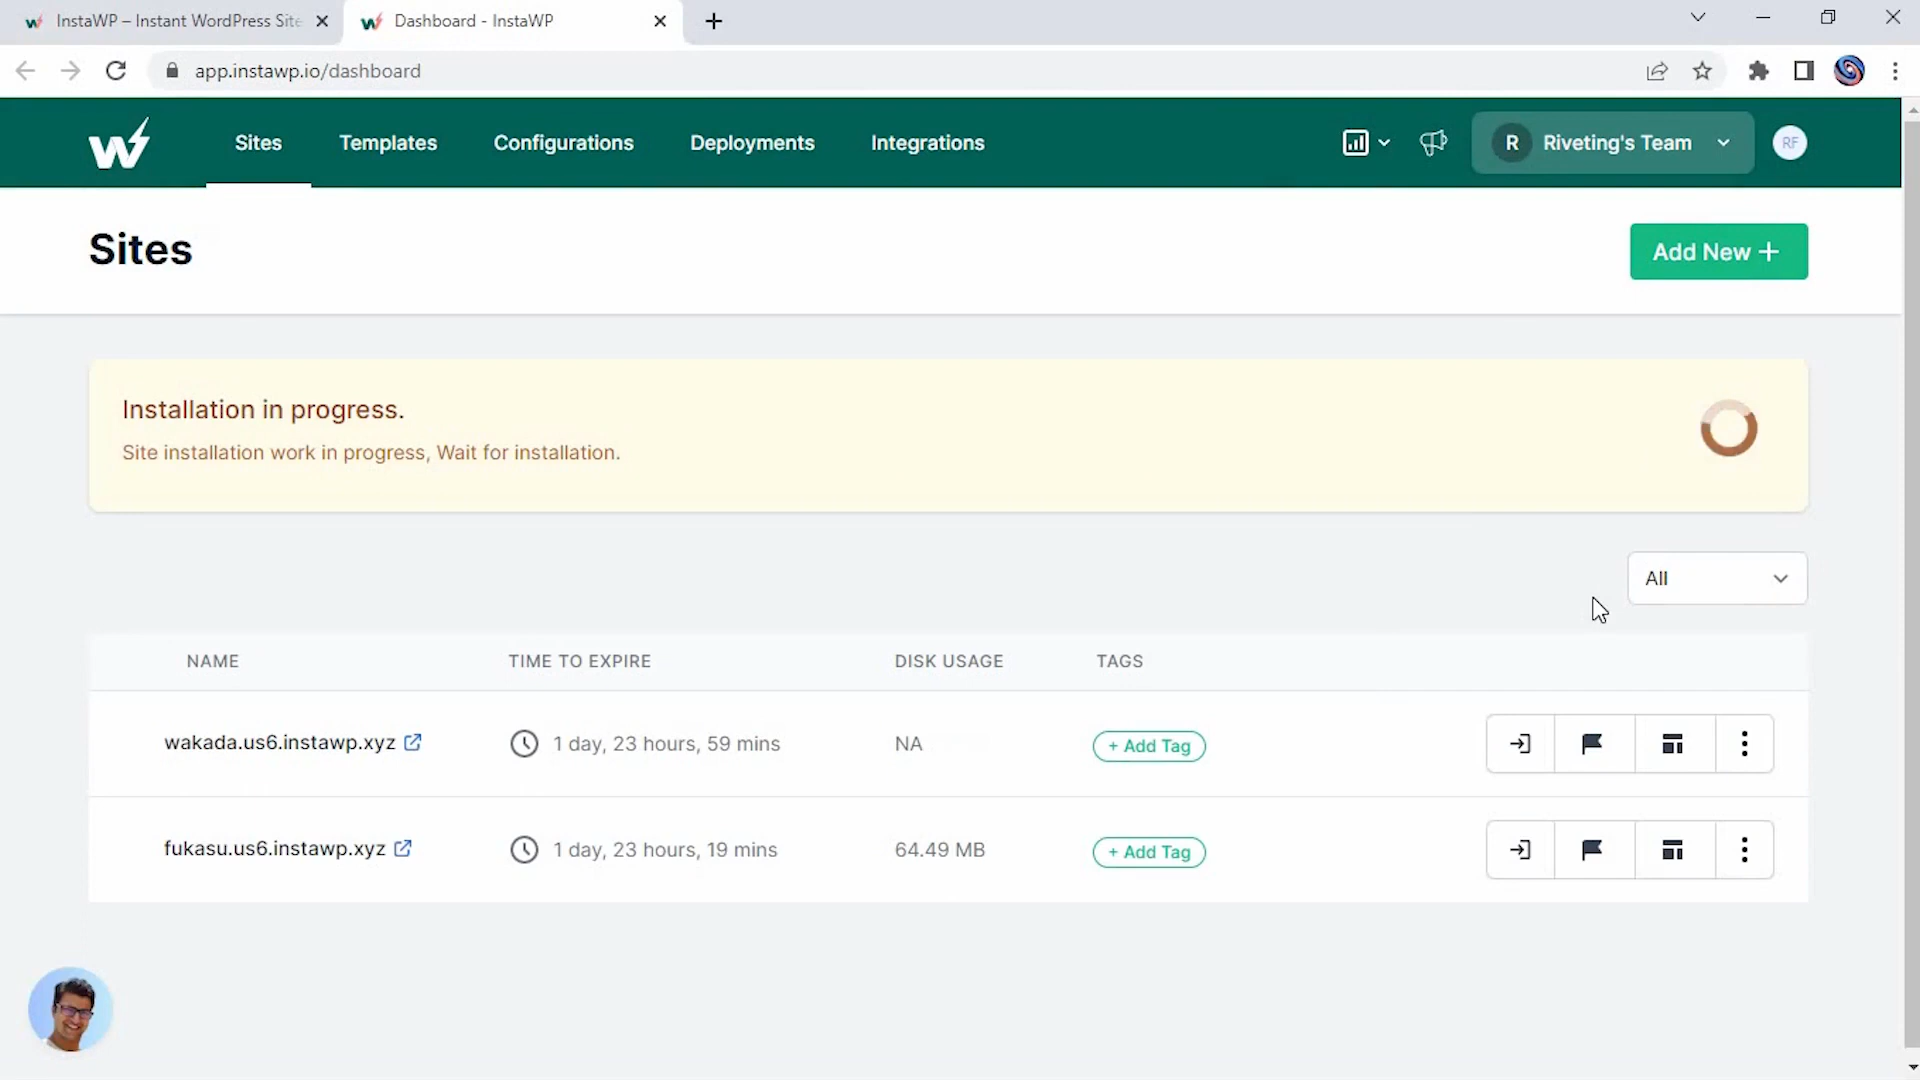 InstaWP – Instant WordPress Site
Dashboard - InstaWP
app.instawp.io/dashboard
Sites
Templates
Configurations
Deployments
Integrations
R
Riveting's Team
RF
Sites
Add New +
Installation in progress.
Site installation work in progress, Wait for installation.
All
NAME
TIME TO EXPIRE
DISK USAGE
TAGS
wakada.us6.instawp.xyz
1 day, 23 hours, 59 mins
NA
+ Add Tag
fukasu.us6.instawp.xyz
1 day, 23 hours, 19 mins
64.49 MB
+ Add Tag